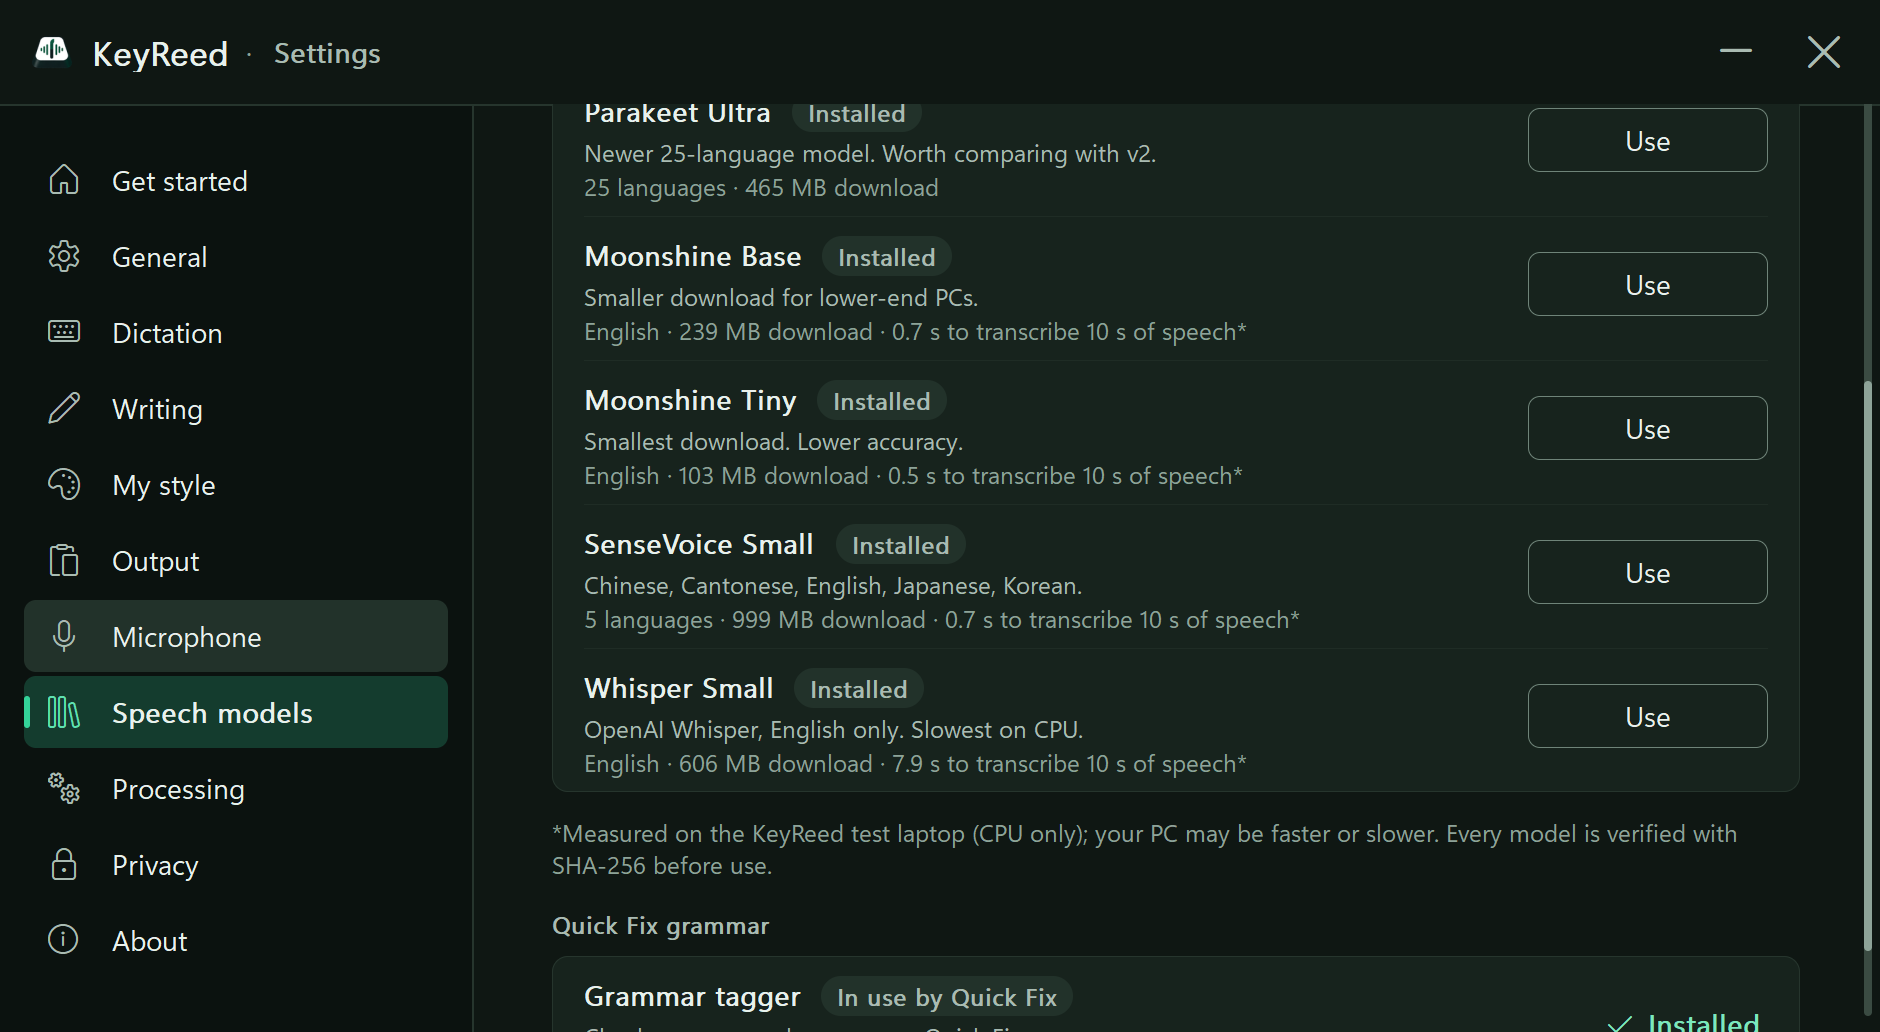 KeyReed · Settings
Get started
General
Dictation
Writing
My style
Output
Microphone
Speech models
Processing
Privacy
About
Parakeet Ultra Installed
Use
Newer 25-language model. Worth comparing with v2.
25 languages · 465 MB download
Moonshine Base Installed
Use
Smaller download for lower-end PCs.
English · 239 MB download · 0.7 s to transcribe 10 s of speech*
Moonshine Tiny Installed
Use
Smallest download. Lower accuracy.
English · 103 MB download · 0.5 s to transcribe 10 s of speech*
SenseVoice Small Installed
Use
Chinese, Cantonese, English, Japanese, Korean.
5 languages · 999 MB download · 0.7 s to transcribe 10 s of speech*
Whisper Small Installed
Use
OpenAI Whisper, English only. Slowest on CPU.
English · 606 MB download · 7.9 s to transcribe 10 s of speech*
*Measured on the KeyReed test laptop (CPU only); your PC may be faster or slower. Every model is verified with
SHA-256 before use.
Quick Fix grammar
Grammar tagger In use by Quick Fix
Installed